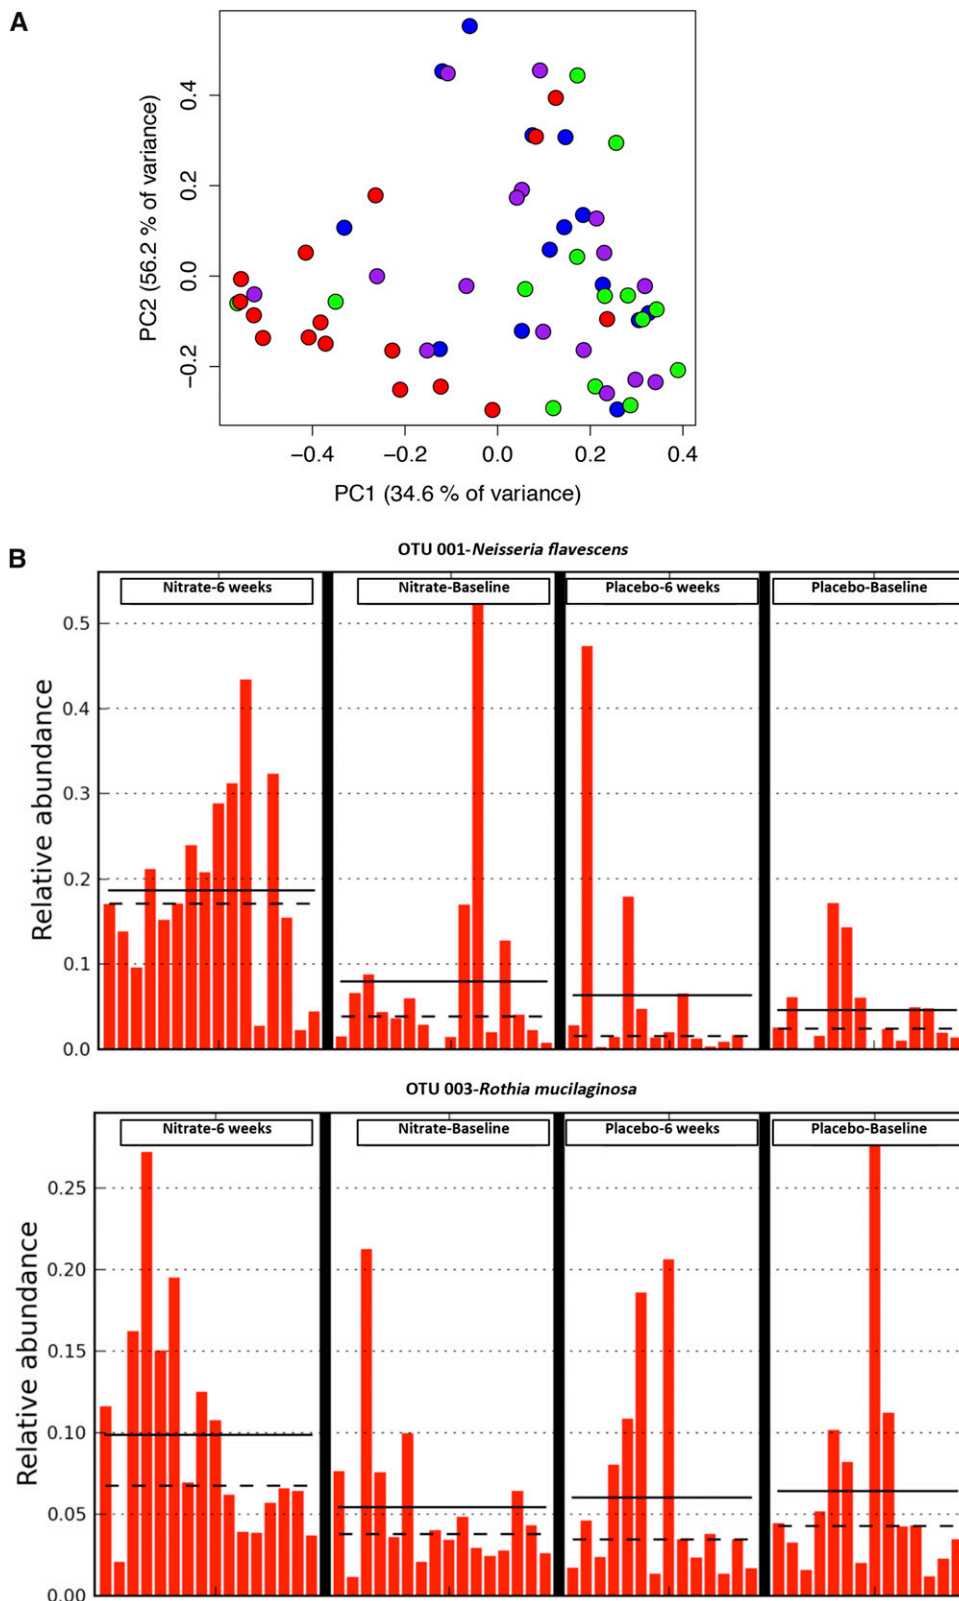 A
PC2 (56.2 % of variance)
0.4
0.2
0.0
−0.2
−0.4 −0.2 0.0 0.2 0.4
PC1 (34.6 % of variance)
B
OTU 001-Neisseria flavescens
Nitrate-6 weeks Nitrate-Baseline Placebo-6 weeks Placebo-Baseline
Relative abundance
0.5
0.4
0.3
0.2
0.1
0.0
OTU 003-Rothia mucilaginosa
Nitrate-6 weeks Nitrate-Baseline Placebo-6 weeks Placebo-Baseline
Relative abundance
0.25
0.20
0.15
0.10
0.05
0.00